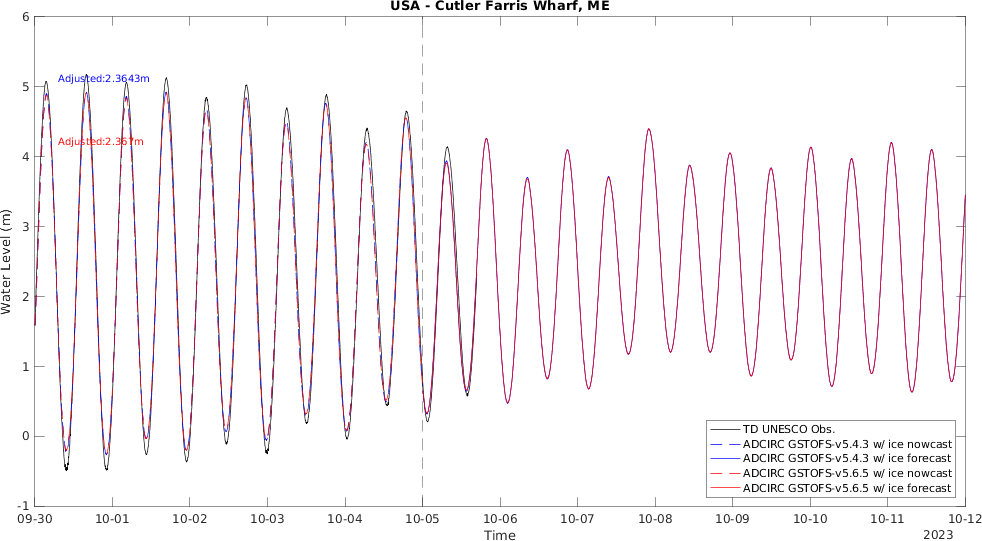 USA - Cutler Farris Wharf, ME
6
5
4
3
2
1
0
-1
Water Level (m)
Adjusted:2.3643m
Adjusted:2.367m
TD UNESCO Obs.
ADCIRC GSTOFS-v5.4.3 w/ ice nowcast
ADCIRC GSTOFS-v5.4.3 w/ ice forecast
ADCIRC GSTOFS-v5.6.5 w/ ice nowcast
ADCIRC GSTOFS-v5.6.5 w/ ice forecast
09-30 10-01 10-02 10-03 10-04 10-05 10-06 10-07 10-08 10-09 10-10 10-11 10-12
Time
2023